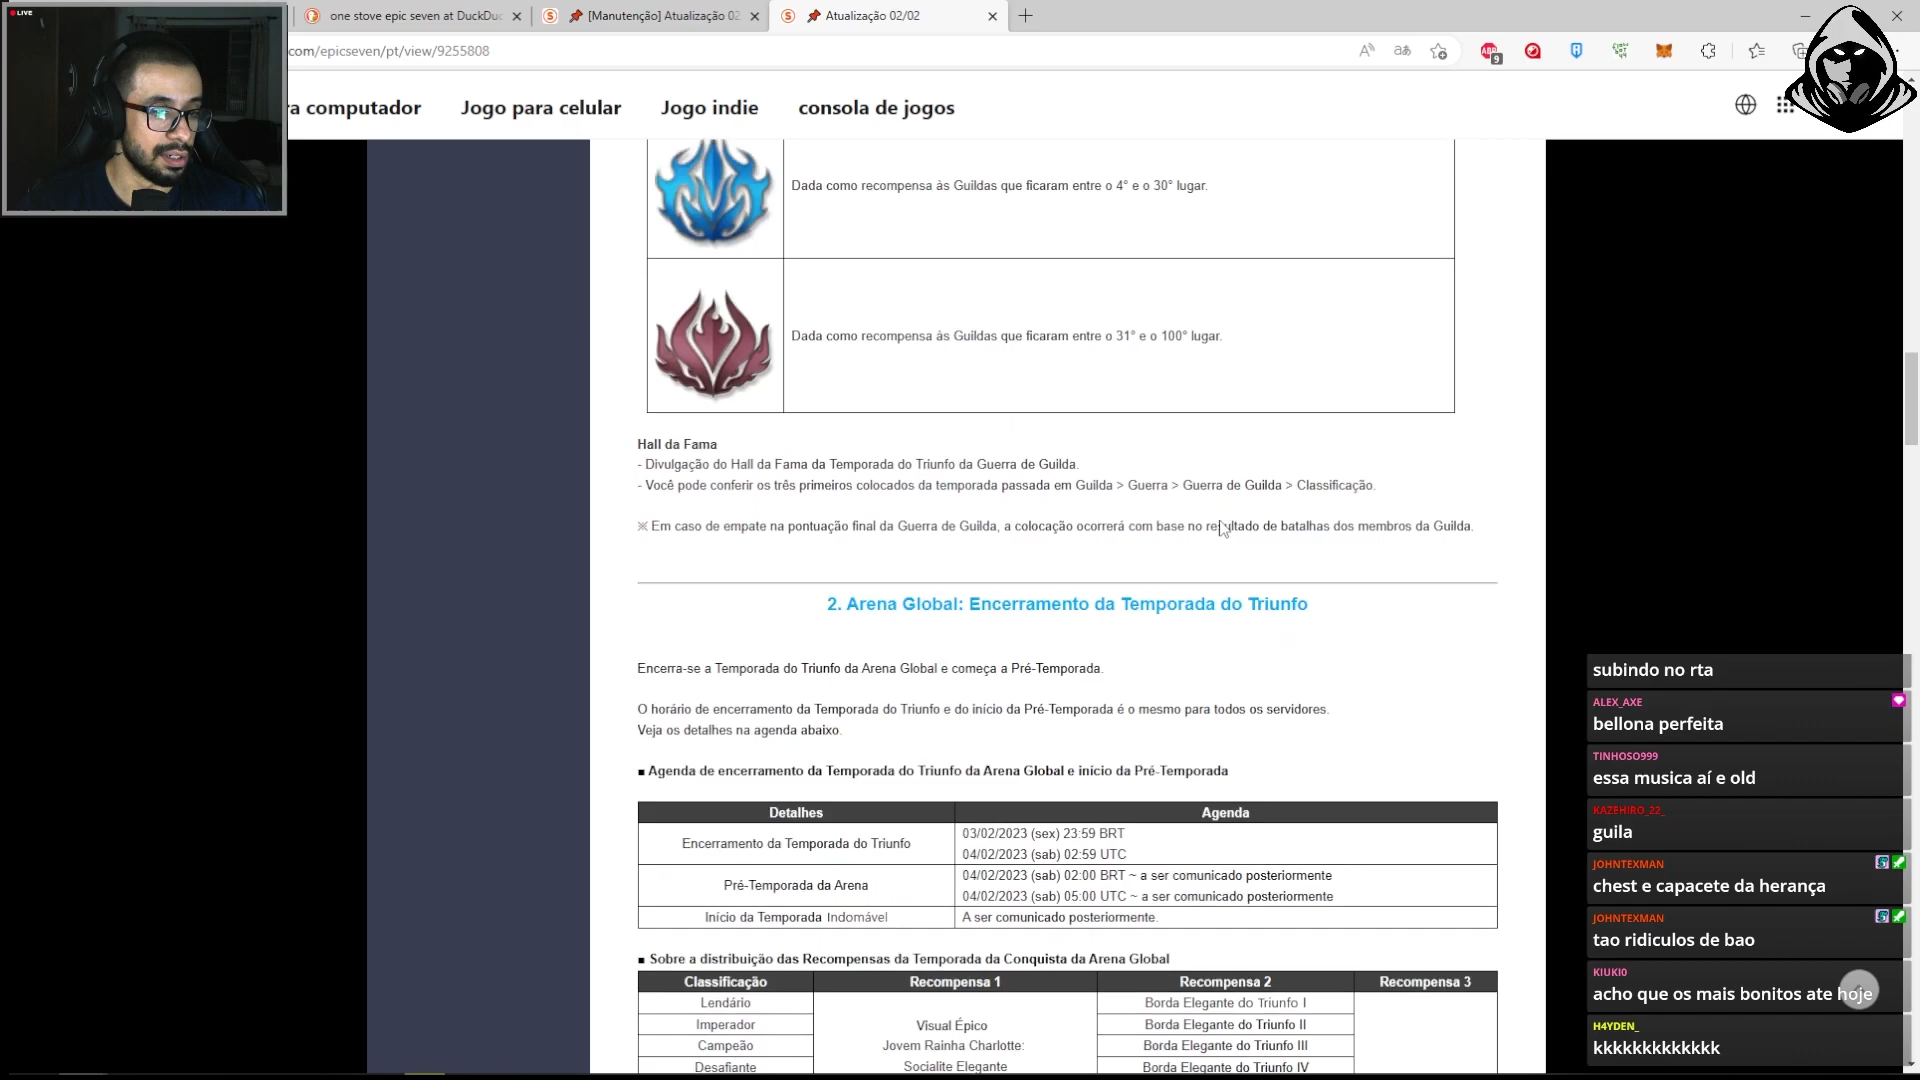 LIVE
one stove epic seven at DuckDuc
[Manutenção] Atualização 02
Atualização 02/02
com/epicseven/pt/view/9255808
ra computador
Jogo para celular
Jogo indie
consola de jogos
Dada como recompensa às Guildas que ficaram entre o 4° e o 30° lugar.
Dada como recompensa às Guildas que ficaram entre o 31° e o 100° lugar.
Hall da Fama
- Divulgação do Hall da Fama da Temporada do Triunfo da Guerra de Guilda.
- Você pode conferir os três primeiros colocados da temporada passada em Guilda > Guerra > Guerra de Guilda > Classificação.
※ Em caso de empate na pontuação final da Guerra de Guilda, a colocação ocorrerá com base no resultado de batalhas dos membros da Guilda.
2. Arena Global: Encerramento da Temporada do Triunfo
Encerra-se a Temporada do Triunfo da Arena Global e começa a Pré-Temporada.
O horário de encerramento da Temporada do Triunfo e do início da Pré-Temporada é o mesmo para todos os servidores.
Veja os detalhes na agenda abaixo.
■ Agenda de encerramento da Temporada do Triunfo da Arena Global e início da Pré-Temporada
Detalhes Agenda
Encerramento da Temporada do Triunfo
03/02/2023 (sex) 23:59 BRT
04/02/2023 (sab) 02:59 UTC
Pré-Temporada da Arena
04/02/2023 (sab) 02:00 BRT ~ a ser comunicado posteriormente
04/02/2023 (sab) 05:00 UTC ~ a ser comunicado posteriormente
Início da Temporada Indomável
A ser comunicado posteriormente.
■ Sobre a distribuição das Recompensas da Temporada da Conquista da Arena Global
Classificação Recompensa 1 Recompensa 2 Recompensa 3
Lendário
Imperador
Campeão
Desafiante
Visual Épico
Jovem Rainha Charlotte:
Socialite Elegante
Borda Elegante do Triunfo I
Borda Elegante do Triunfo II
Borda Elegante do Triunfo III
Borda Elegante do Triunfo IV
subindo no rta
ALEX_AXE
bellona perfeita
TINHOSO999
essa musica aí e old
KAZEHIRO_22_
guila
JOHNTEXMAN
chest e capacete da herança
JOHNTEXMAN
tao ridiculos de bao
KIUKI0
acho que os mais bonitos ate hoje
H4YDEN_
kkkkkkkkkkkkk